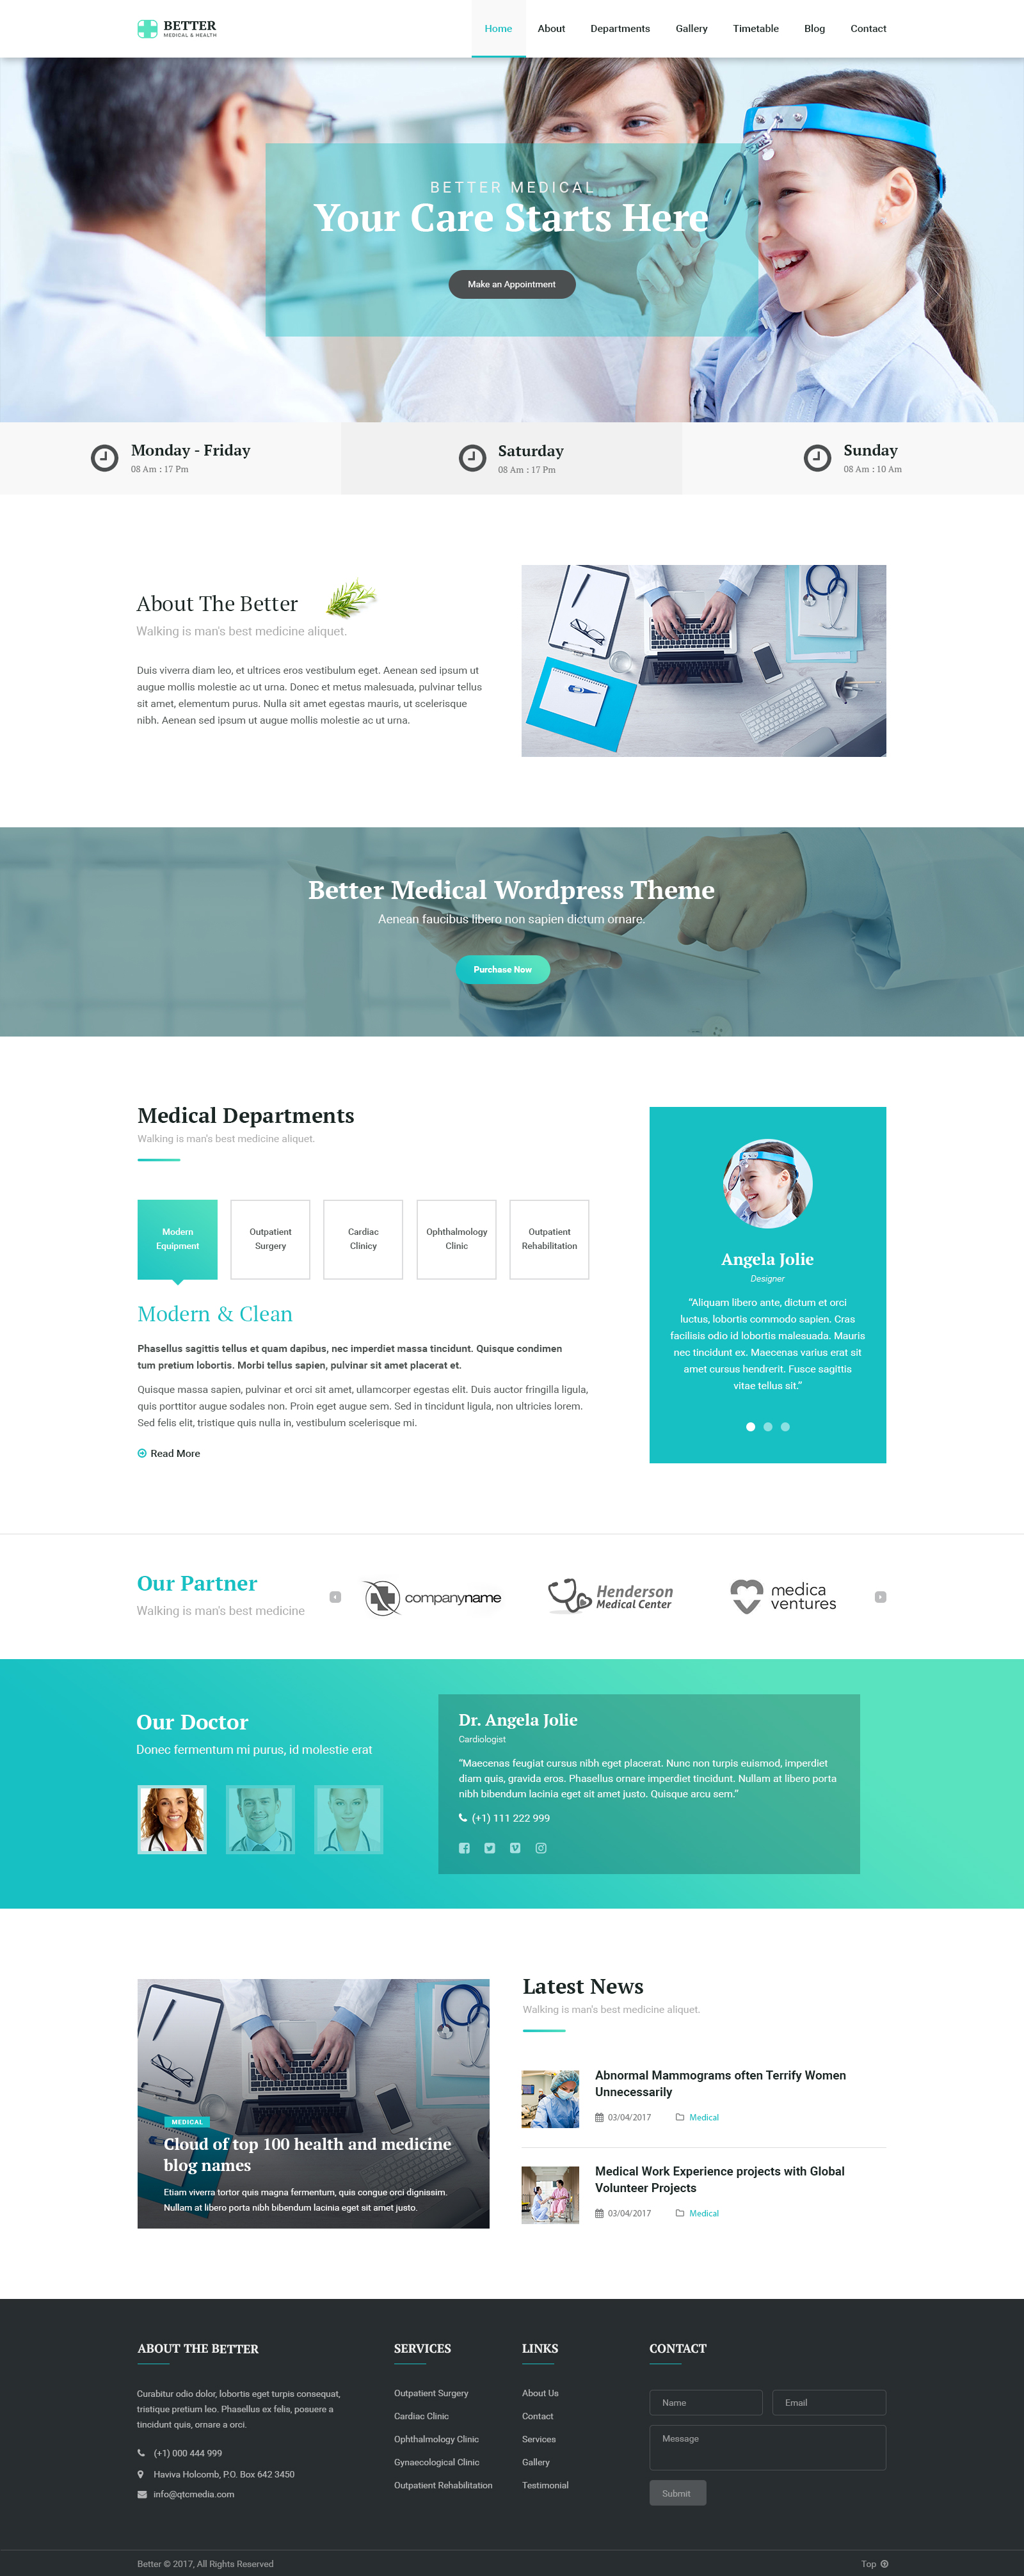 BETTER
MEDICAL & HEALTH
Home
About
Departments
Gallery
Timetable
Blog
Contact
BETTER MEDICAL
Your Care Starts Here
Make an Appointment
Monday - Friday
08 Am : 17 Pm
Saturday
08 Am : 17 Pm
Sunday
08 Am : 10 Am
About The Better
Walking is man's best medicine aliquet.
Duis viverra diam leo, et ultrices eros vestibulum eget. Aenean sed ipsum ut
augue mollis molestie ac ut urna. Donec et metus malesuada, pulvinar tellus
sit amet, elementum purus. Nulla sit amet egestas mauris, ut scelerisque
nibh. Aenean sed ipsum ut augue mollis molestie ac ut urna.
Better Medical Wordpress Theme
Aenean faucibus libero non sapien dictum ornare.
Purchase Now
Medical Departments
Walking is man's best medicine aliquet.
Modern
Equipment
Outpatient
Surgery
Cardiac
Clinicy
Ophthalmology
Clinic
Outpatient
Rehabilitation
Modern & Clean
Phasellus sagittis tellus et quam dapibus, nec imperdiet massa tincidunt. Quisque condimen
tum pretium lobortis. Morbi tellus sapien, pulvinar sit amet placerat et.
Quisque massa sapien, pulvinar et orci sit amet, ullamcorper egestas elit. Duis auctor fringilla ligula,
quis porttitor augue sodales non. Proin eget augue sem. Sed in tincidunt ligula, non ultricies lorem.
Sed felis elit, tristique quis nulla in, vestibulum scelerisque mi.
Read More
Angela Jolie
Designer
“Aliquam libero ante, dictum et orci
luctus, lobortis commodo sapien. Cras
facilisis odio id lobortis malesuada. Mauris
nec tincidunt ex. Maecenas varius erat sit
amet cursus hendrerit. Fusce sagittis
vitae tellus sit.”
Our Partner
Walking is man's best medicine
companyname
Henderson
Medical Center
medica
ventures
Our Doctor
Donec fermentum mi purus, id molestie erat
Dr. Angela Jolie
Cardiologist
“Maecenas feugiat cursus nibh eget placerat. Nunc non turpis euismod, imperdiet
diam quis, gravida eros. Phasellus ornare imperdiet tincidunt. Nullam at libero porta
nibh bibendum lacinia eget sit amet justo. Quisque arcu sem.”
(+1) 111 222 999
MEDICAL
Cloud of top 100 health and medicine
blog names
Etiam viverra tortor quis magna fermentum, quis congue orci dignissim.
Nullam at libero porta nibh bibendum lacinia eget sit amet justo.
Latest News
Walking is man's best medicine aliquet.
Abnormal Mammograms often Terrify Women
Unnecessarily
03/04/2017
Medical
Medical Work Experience projects with Global
Volunteer Projects
03/04/2017
Medical
ABOUT THE BETTER
Curabitur odio dolor, lobortis eget turpis consequat,
tristique pretium leo. Phasellus ex felis, posuere a
tincidunt quis, ornare a orci.
(+1) 000 444 999
Haviva Holcomb, P.O. Box 642 3450
info@qtcmedia.com
SERVICES
Outpatient Surgery
Cardiac Clinic
Ophthalmology Clinic
Gynaecological Clinic
Outpatient Rehabilitation
LINKS
About Us
Contact
Services
Gallery
Testimonial
CONTACT
Name
Email
Message
Submit
Better © 2017, All Rights Reserved
Top